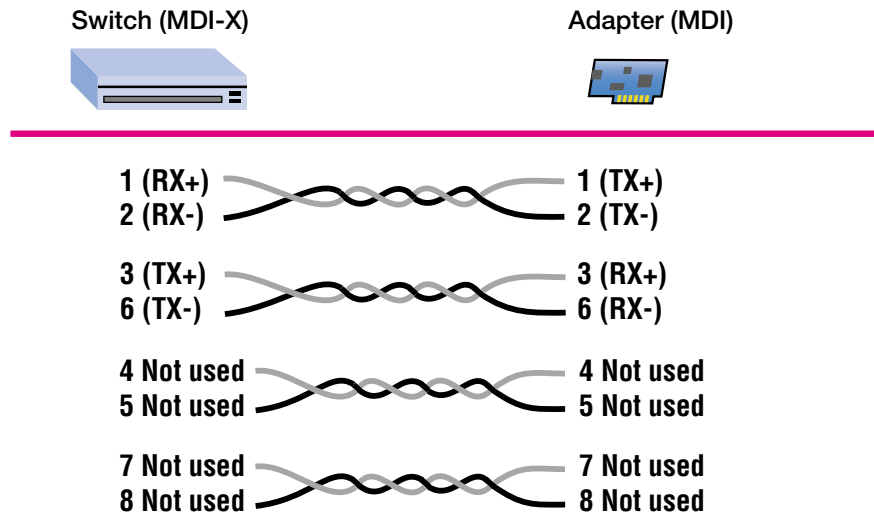 Switch (MDI-X) Adapter (MDI)
1 (RX+) 1 (TX+)
2 (RX-) 2 (TX-)
3 (TX+) 3 (RX+)
6 (TX-) 6 (RX-)
4 Not used 4 Not used
5 Not used 5 Not used
7 Not used 7 Not used
8 Not used 8 Not used